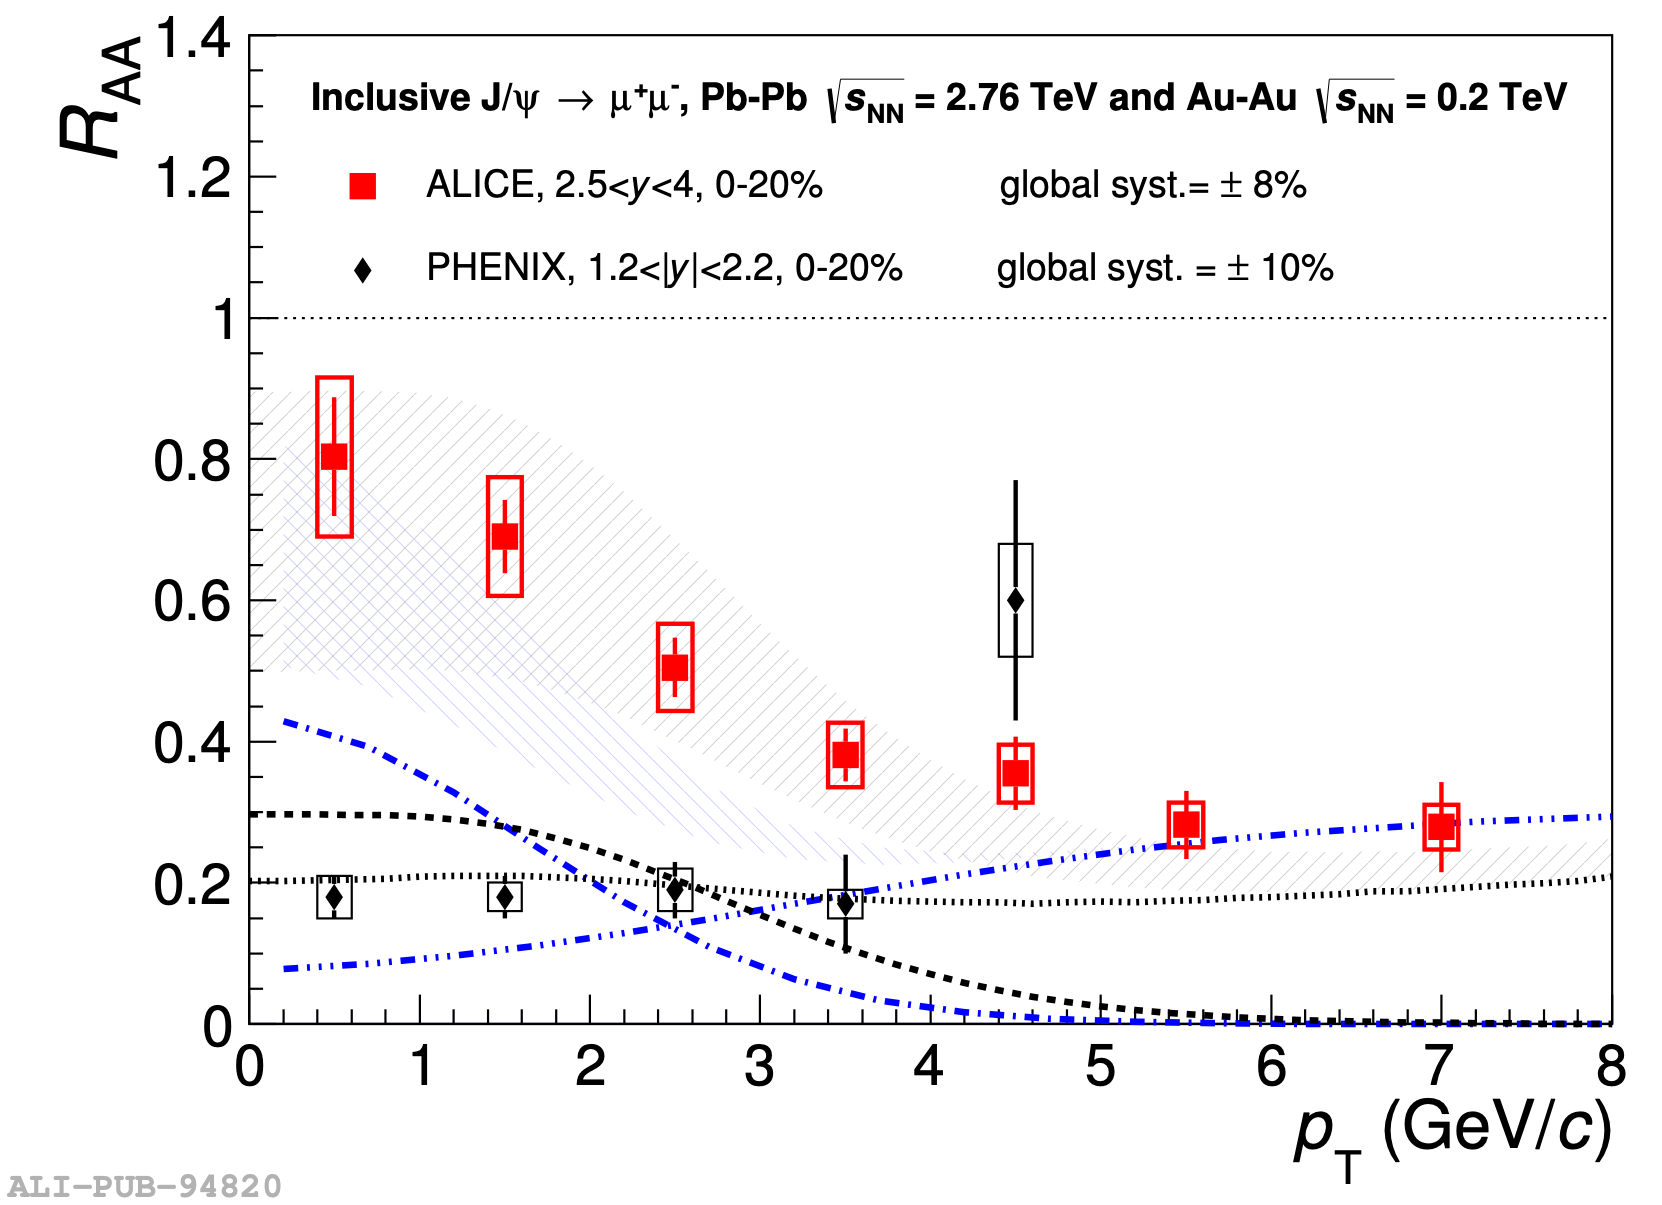 R_AA
1.4
1.2
1
0.8
0.6
0.4
0.2
0
Inclusive J/ψ → μ⁺μ⁻, Pb-Pb √s_NN = 2.76 TeV and Au-Au √s_NN = 0.2 TeV
ALICE, 2.5<y<4, 0-20% global syst.= ± 8%
PHENIX, 1.2<|y|<2.2, 0-20% global syst. = ± 10%
0 1 2 3 4 5 6 7 8
p_T (GeV/c)
ALI-PUB-94820